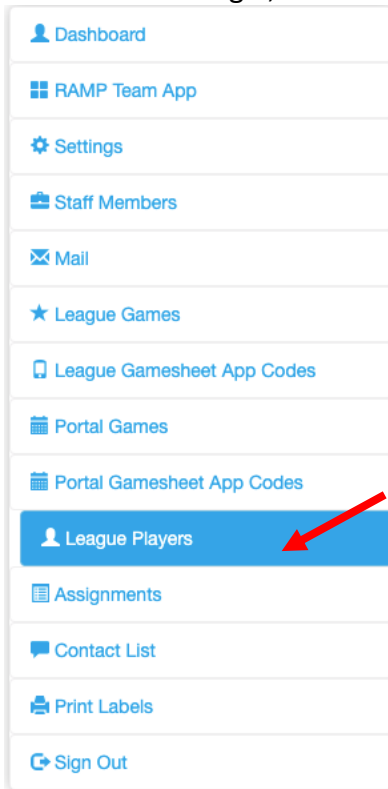 Dashboard
RAMP Team App
Settings
Staff Members
Mail
League Games
League Gamesheet App Codes
Portal Games
Portal Gamesheet App Codes
League Players
Assignments
Contact List
Print Labels
Sign Out